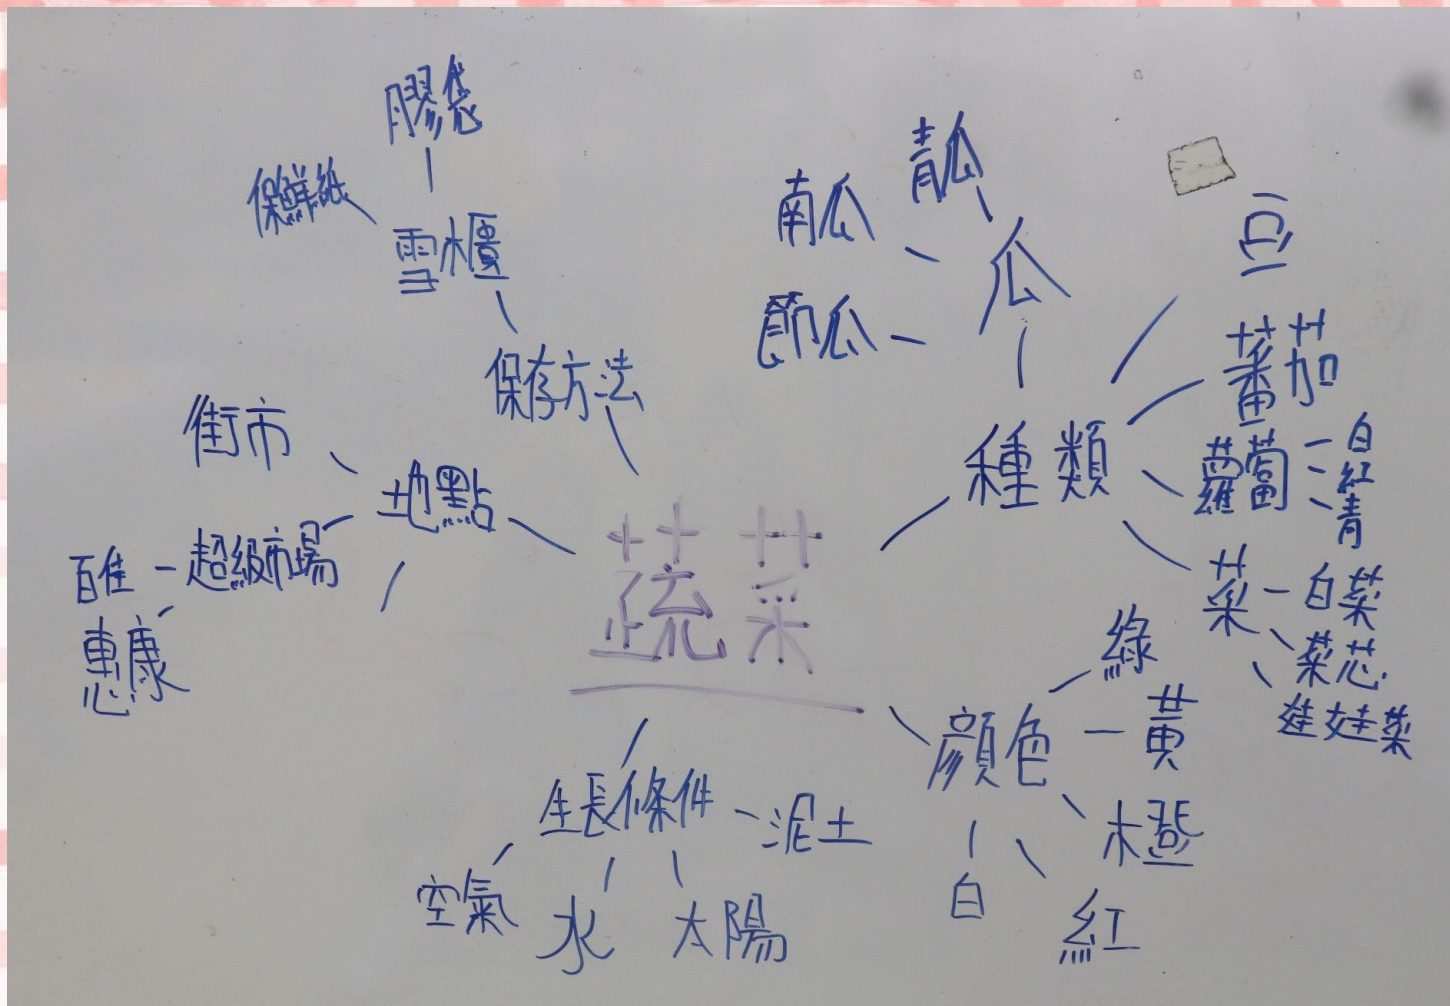 蔬菜
保存方法
雪櫃
膠袋
保鮮紙
地點
街市
超級市場
百佳
惠康
種類
瓜
青瓜
南瓜
節瓜
豆
蕃茄
蘿蔔
白
紅
青
菜
白菜
菜芯
娃娃菜
顏色
綠
黃
橙
紅
白
生長條件
泥土
太陽
水
空氣